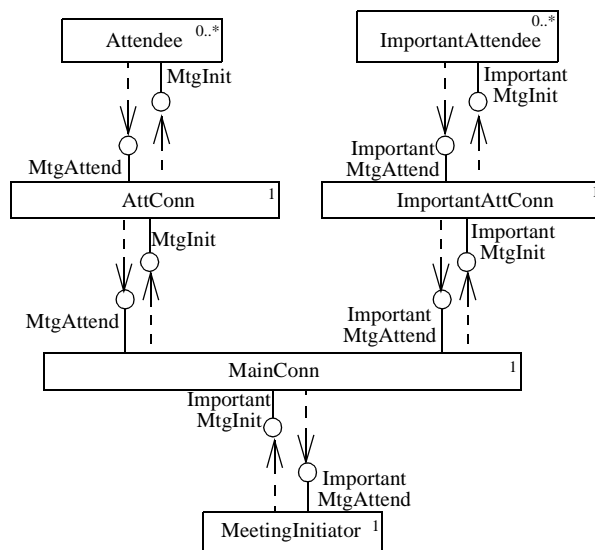 Attendee 0..*
ImportantAttendee 0..*
MtgInit
Important
MtgInit
MtgAttend
Important
MtgAttend
AttConn 1
ImportantAttConn
MtgInit
Important
MtgInit
MtgAttend
Important
MtgAttend
MainConn 1
Important
MtgInit
Important
MtgAttend
MeetingInitiator 1